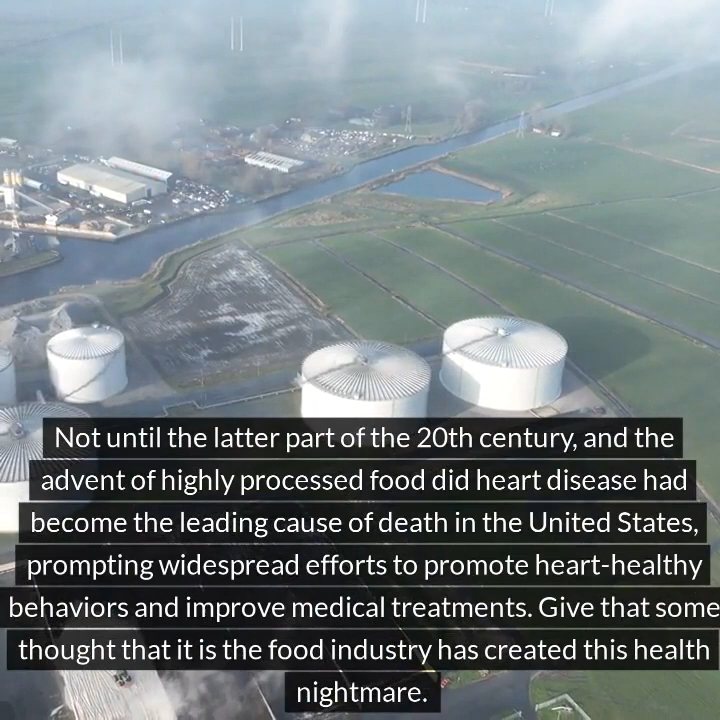 Not until the latter part of the 20th century, and the
advent of highly processed food did heart disease had
become the leading cause of death in the United States,
prompting widespread efforts to promote heart-healthy
behaviors and improve medical treatments. Give that some
thought that it is the food industry has created this health
nightmare.